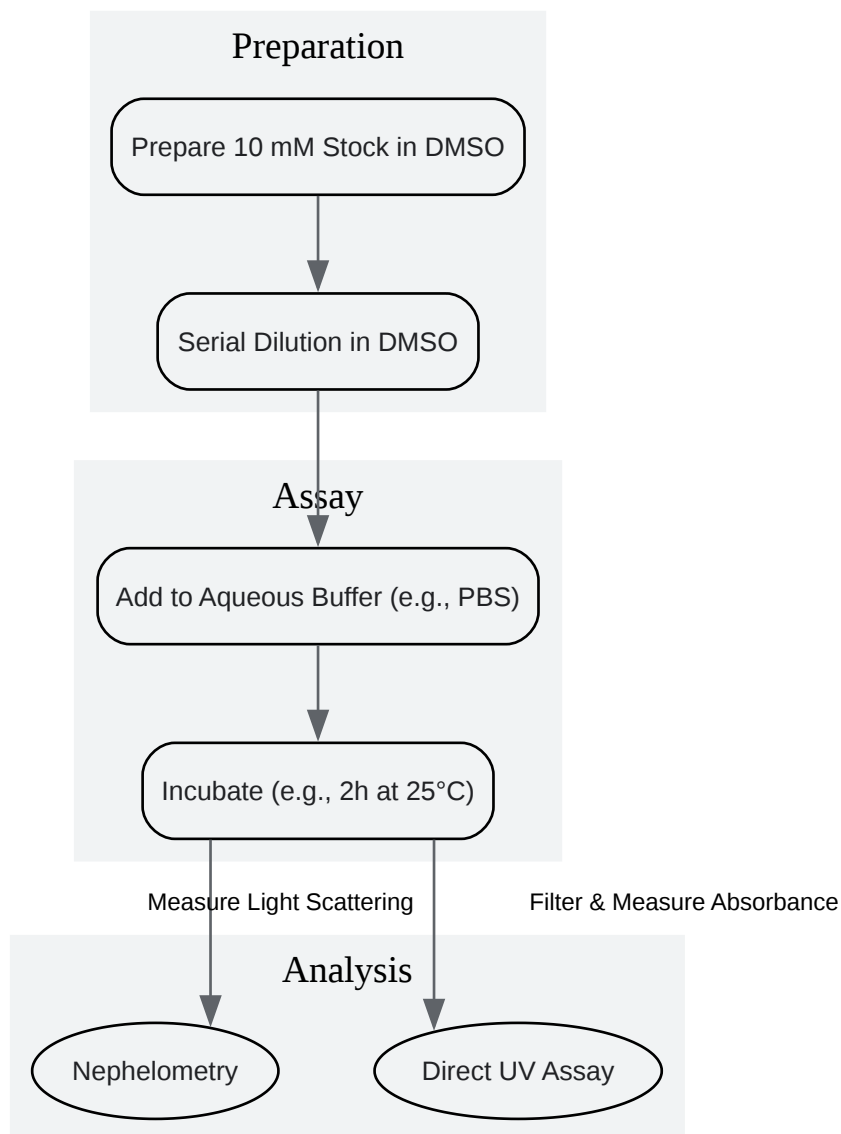 Preparation
Prepare 10 mM Stock in DMSO
Serial Dilution in DMSO
Assay
Add to Aqueous Buffer (e.g., PBS)
Incubate (e.g., 2h at 25°C)
Measure Light Scattering
Filter & Measure Absorbance
Analysis
Nephelometry
Direct UV Assay